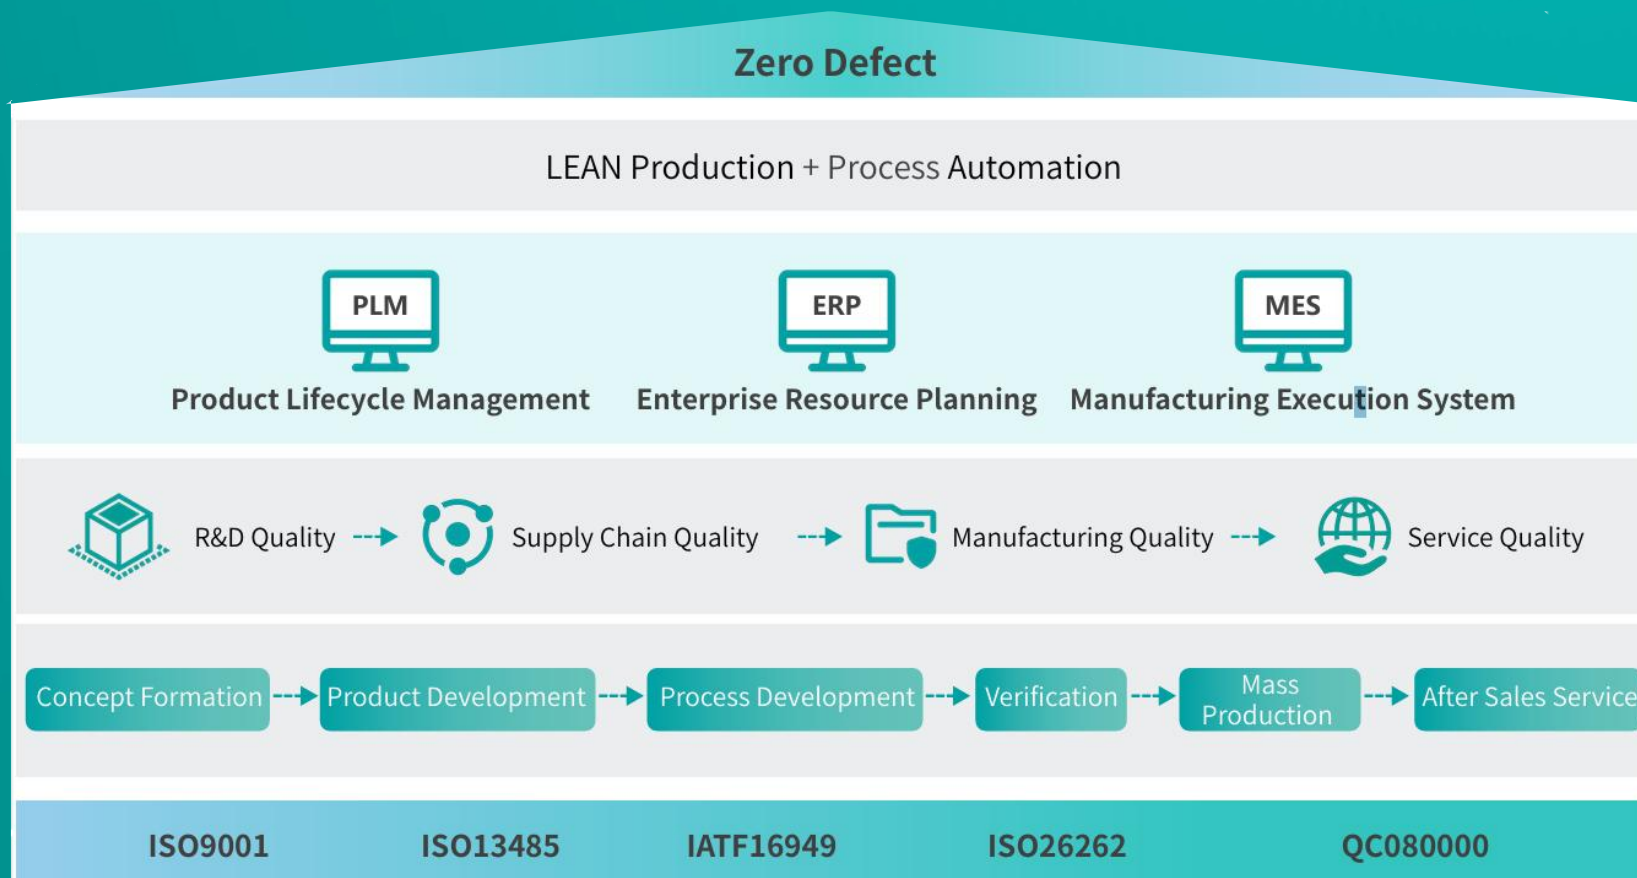 Zero Defect
LEAN Production + Process Automation
PLM
ERP
MES
Product Lifecycle Management
Enterprise Resource Planning
Manufacturing Execution System
R&D Quality
Supply Chain Quality
Manufacturing Quality
Service Quality
Concept Formation
Product Development
Process Development
Verification
Mass
Production
After Sales Service
ISO9001
ISO13485
IATF16949
ISO26262
QC080000